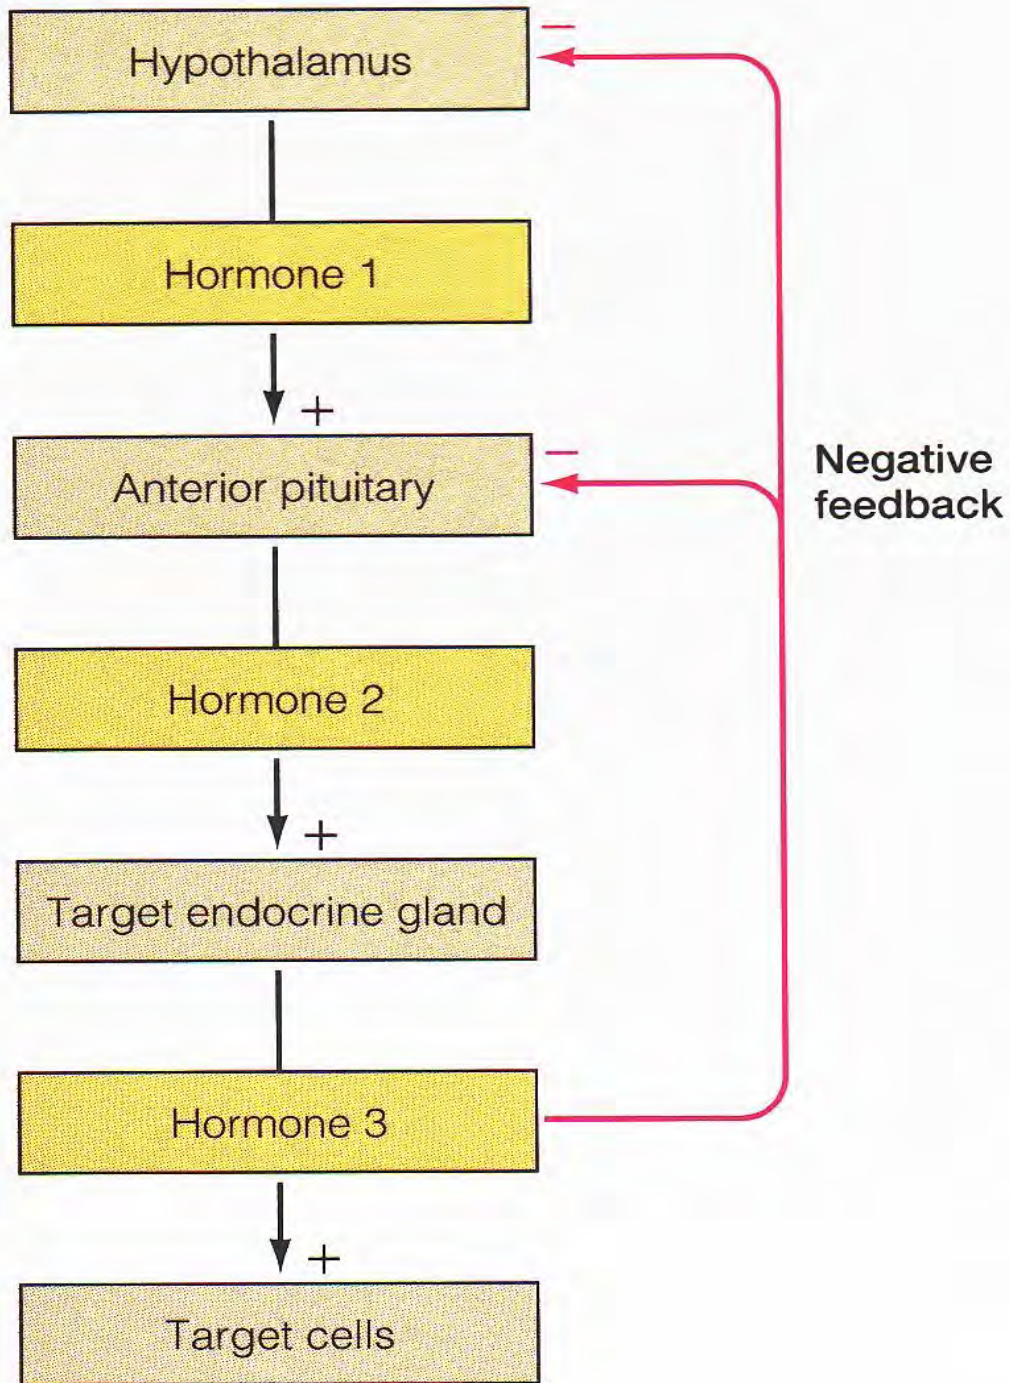 −
Hypothalamus
Hormone 1
+
−
Anterior pituitary
Negative
feedback
Hormone 2
+
Target endocrine gland
Hormone 3
+
Target cells